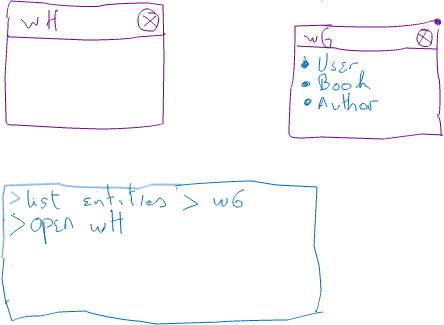 wH
wG
User
Book
Author
>list entities > wG
>open wH